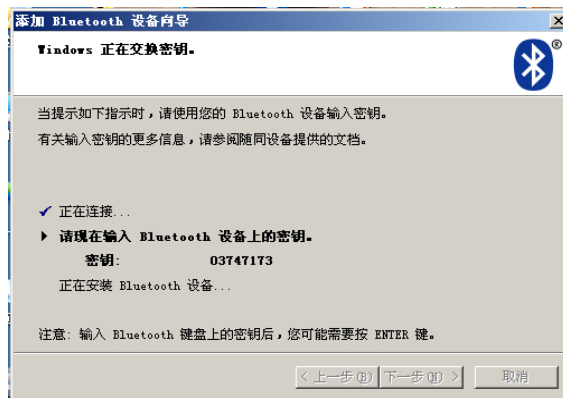 添加 Bluetooth 设备向导
Windows 正在交换密钥。
当提示如下指示时，请使用您的 Bluetooth 设备输入密钥。
有关输入密钥的更多信息，请参阅随同设备提供的文档。
正在连接...
请现在输入 Bluetooth 设备上的密钥。
密钥: 03747173
正在安装 Bluetooth 设备...
注意: 输入 Bluetooth 键盘上的密钥后，您可能需要按 ENTER 键。
< 上一步(B) 下一步(N) > 取消